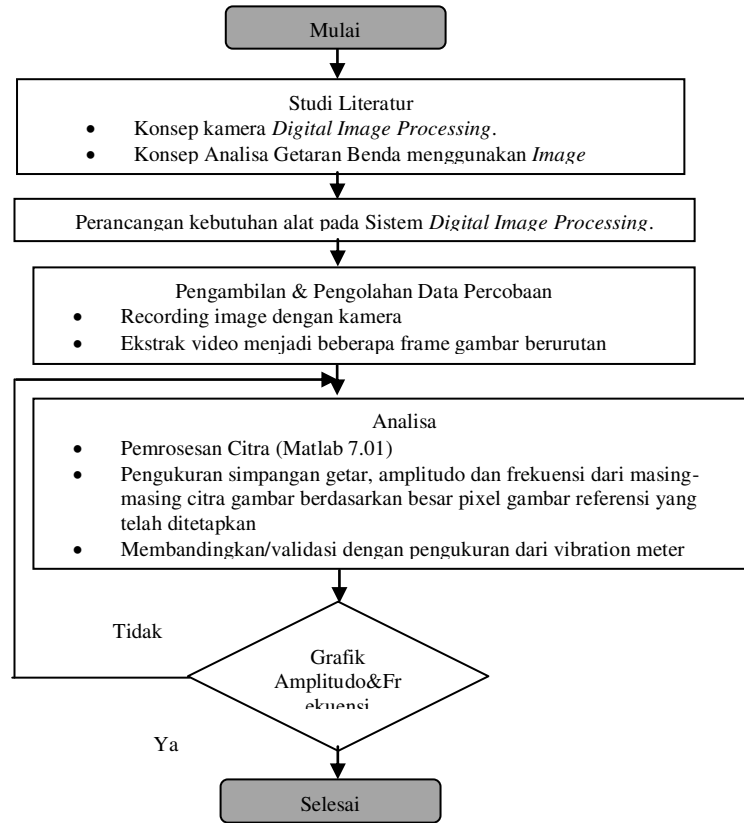 Mulai
Studi Literatur
• Konsep kamera Digital Image Processing.
• Konsep Analisa Getaran Benda menggunakan Image
Perancangan kebutuhan alat pada Sistem Digital Image Processing.
Pengambilan & Pengolahan Data Percobaan
• Recording image dengan kamera
• Ekstrak video menjadi beberapa frame gambar berurutan
Analisa
• Pemrosesan Citra (Matlab 7.01)
• Pengukuran simpangan getar, amplitudo dan frekuensi dari masing-
masing citra gambar berdasarkan besar pixel gambar referensi yang
telah ditetapkan
• Membandingkan/validasi dengan pengukuran dari vibration meter
Tidak
Grafik
Amplitudo&Fr
ekuensi
Ya
Selesai